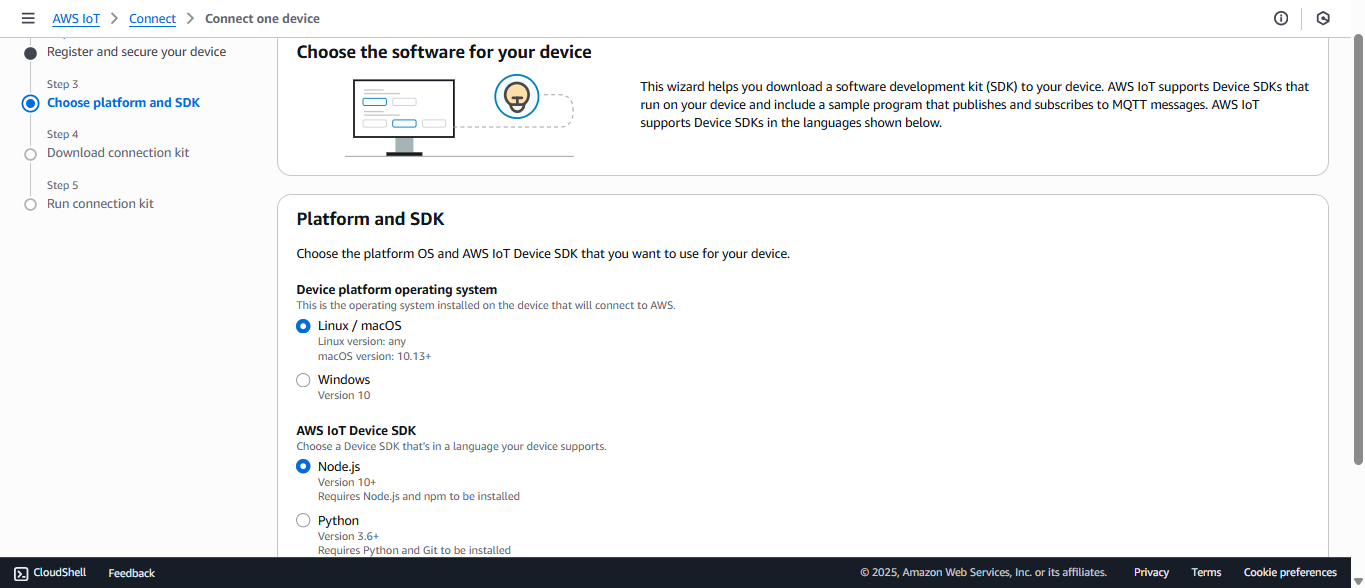 AWS IoT > Connect > Connect one device
Register and secure your device
Step 3
Choose platform and SDK
Step 4
Download connection kit
Step 5
Run connection kit
Choose the software for your device
This wizard helps you download a software development kit (SDK) to your device. AWS IoT supports Device SDKs that
run on your device and include a sample program that publishes and subscribes to MQTT messages. AWS IoT
supports Device SDKs in the languages shown below.
Platform and SDK
Choose the platform OS and AWS IoT Device SDK that you want to use for your device.
Device platform operating system
This is the operating system installed on the device that will connect to AWS.
Linux / macOS
Linux version: any
macOS version: 10.13+
Windows
Version 10
AWS IoT Device SDK
Choose a Device SDK that's in a language your device supports.
Node.js
Version 10+
Requires Node.js and npm to be installed
Python
Version 3.6+
Requires Python and Git to be installed
CloudShell Feedback © 2025, Amazon Web Services, Inc. or its affiliates. Privacy Terms Cookie preferences